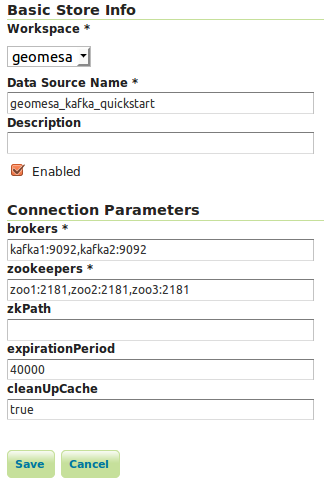 Basic Store Info
Workspace *
geomesa
Data Source Name *
geomesa_kafka_quickstart
Description
Enabled
Connection Parameters
brokers *
kafka1:9092,kafka2:9092
zookeepers *
zoo1:2181,zoo2:2181,zoo3:2181
zkPath
expirationPeriod
40000
cleanUpCache
true
Save Cancel